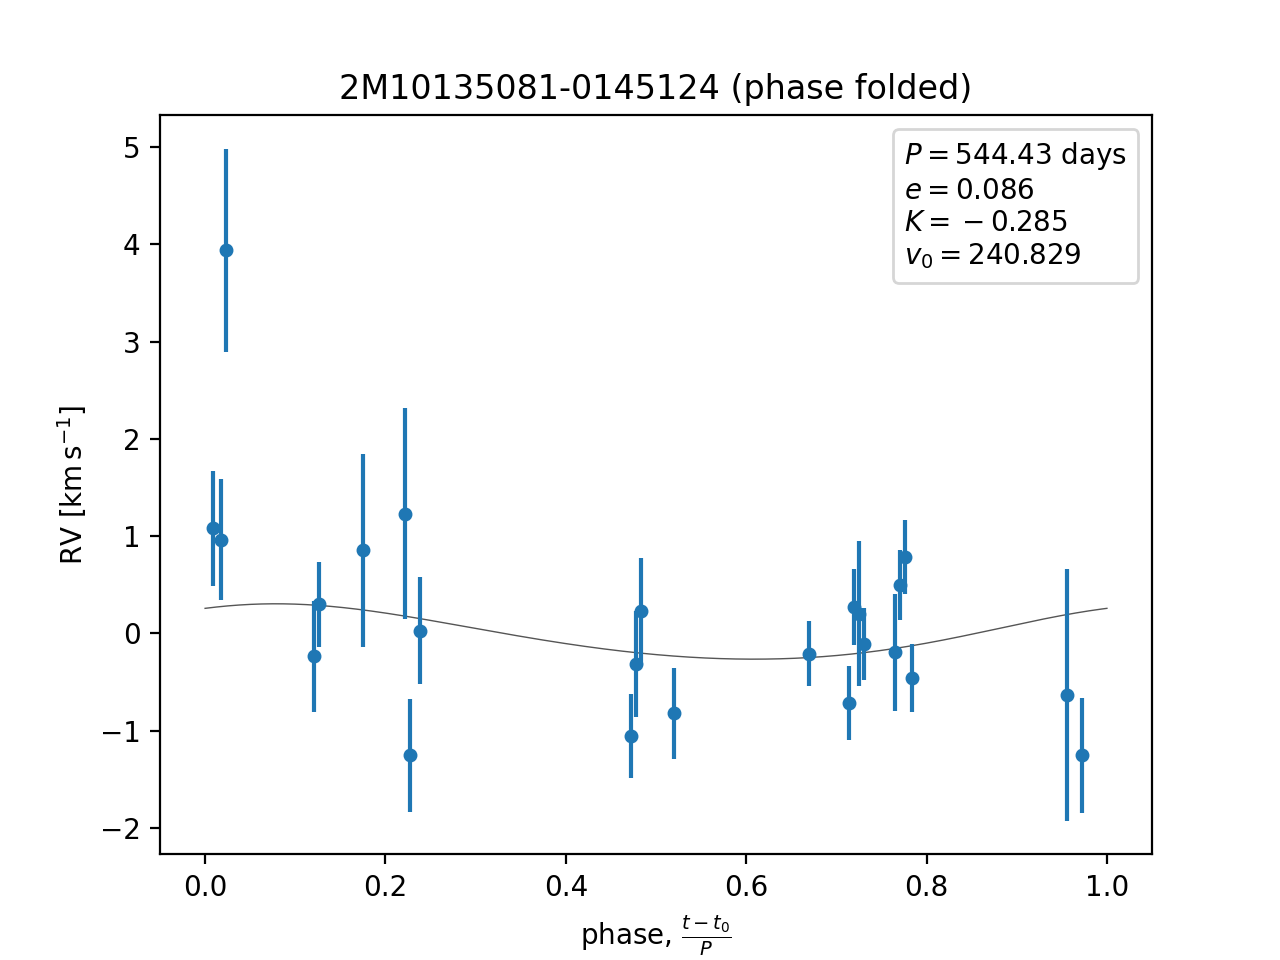 2M10135081-0145124 (phase folded)
P = 544.43 days
e = 0.086
K = −0.285
v₀ = 240.829
RV [km s⁻¹]
5
4
3
2
1
0
−1
−2
0.0 0.2 0.4 0.6 0.8 1.0
phase, (t − t₀)/P